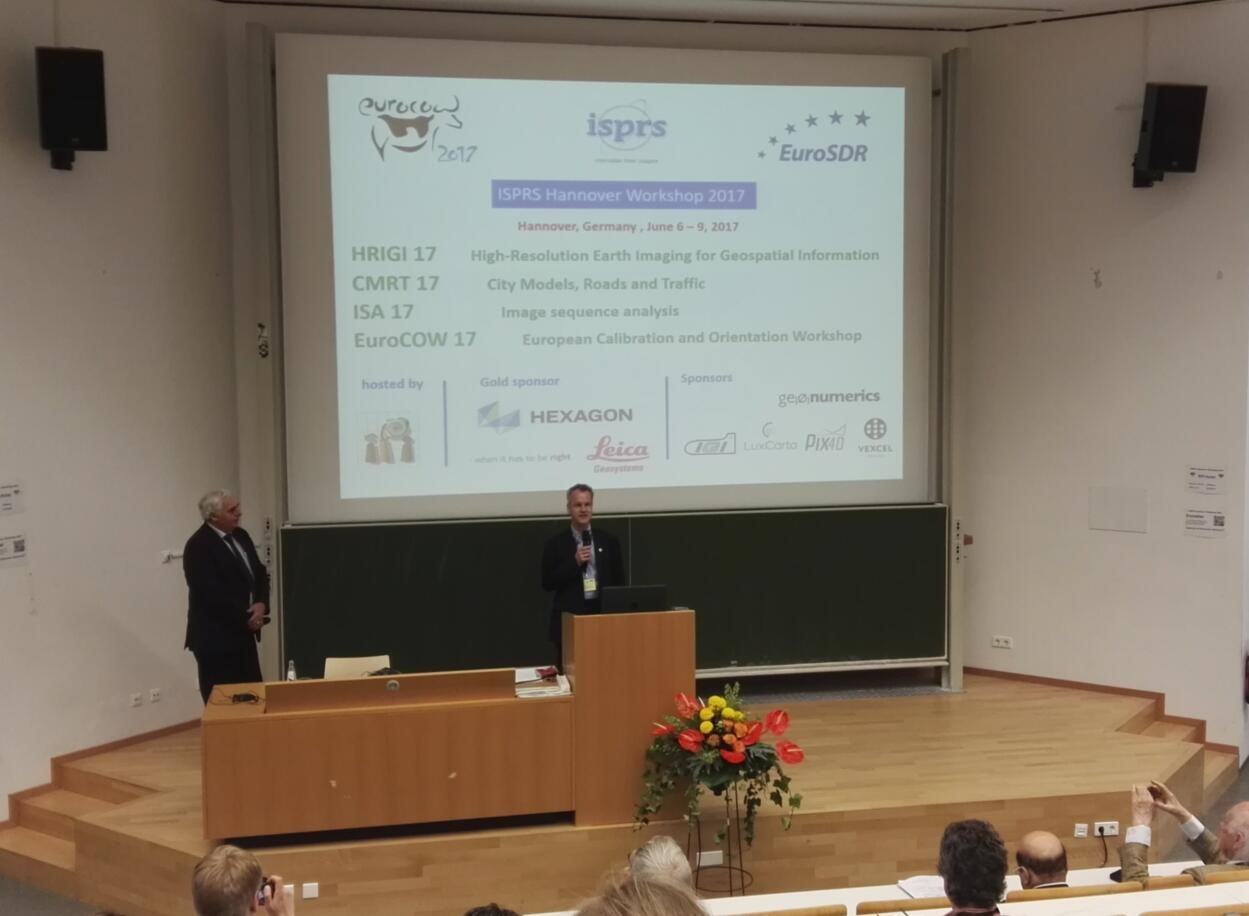 eurocow
2017
isprs
EuroSDR
ISPRS Hannover Workshop 2017
Hannover, Germany , June 6 – 9, 2017
HRIGI 17 High-Resolution Earth Imaging for Geospatial Information
CMRT 17 City Models, Roads and Traffic
ISA 17 Image sequence analysis
EuroCOW 17 European Calibration and Orientation Workshop
hosted by
Gold sponsor
Sponsors
HEXAGON
- when it has to be right
Leica
Geosystems
ge|ø|numerics
IGI
LuxCarta
PIX4D
VEXCEL